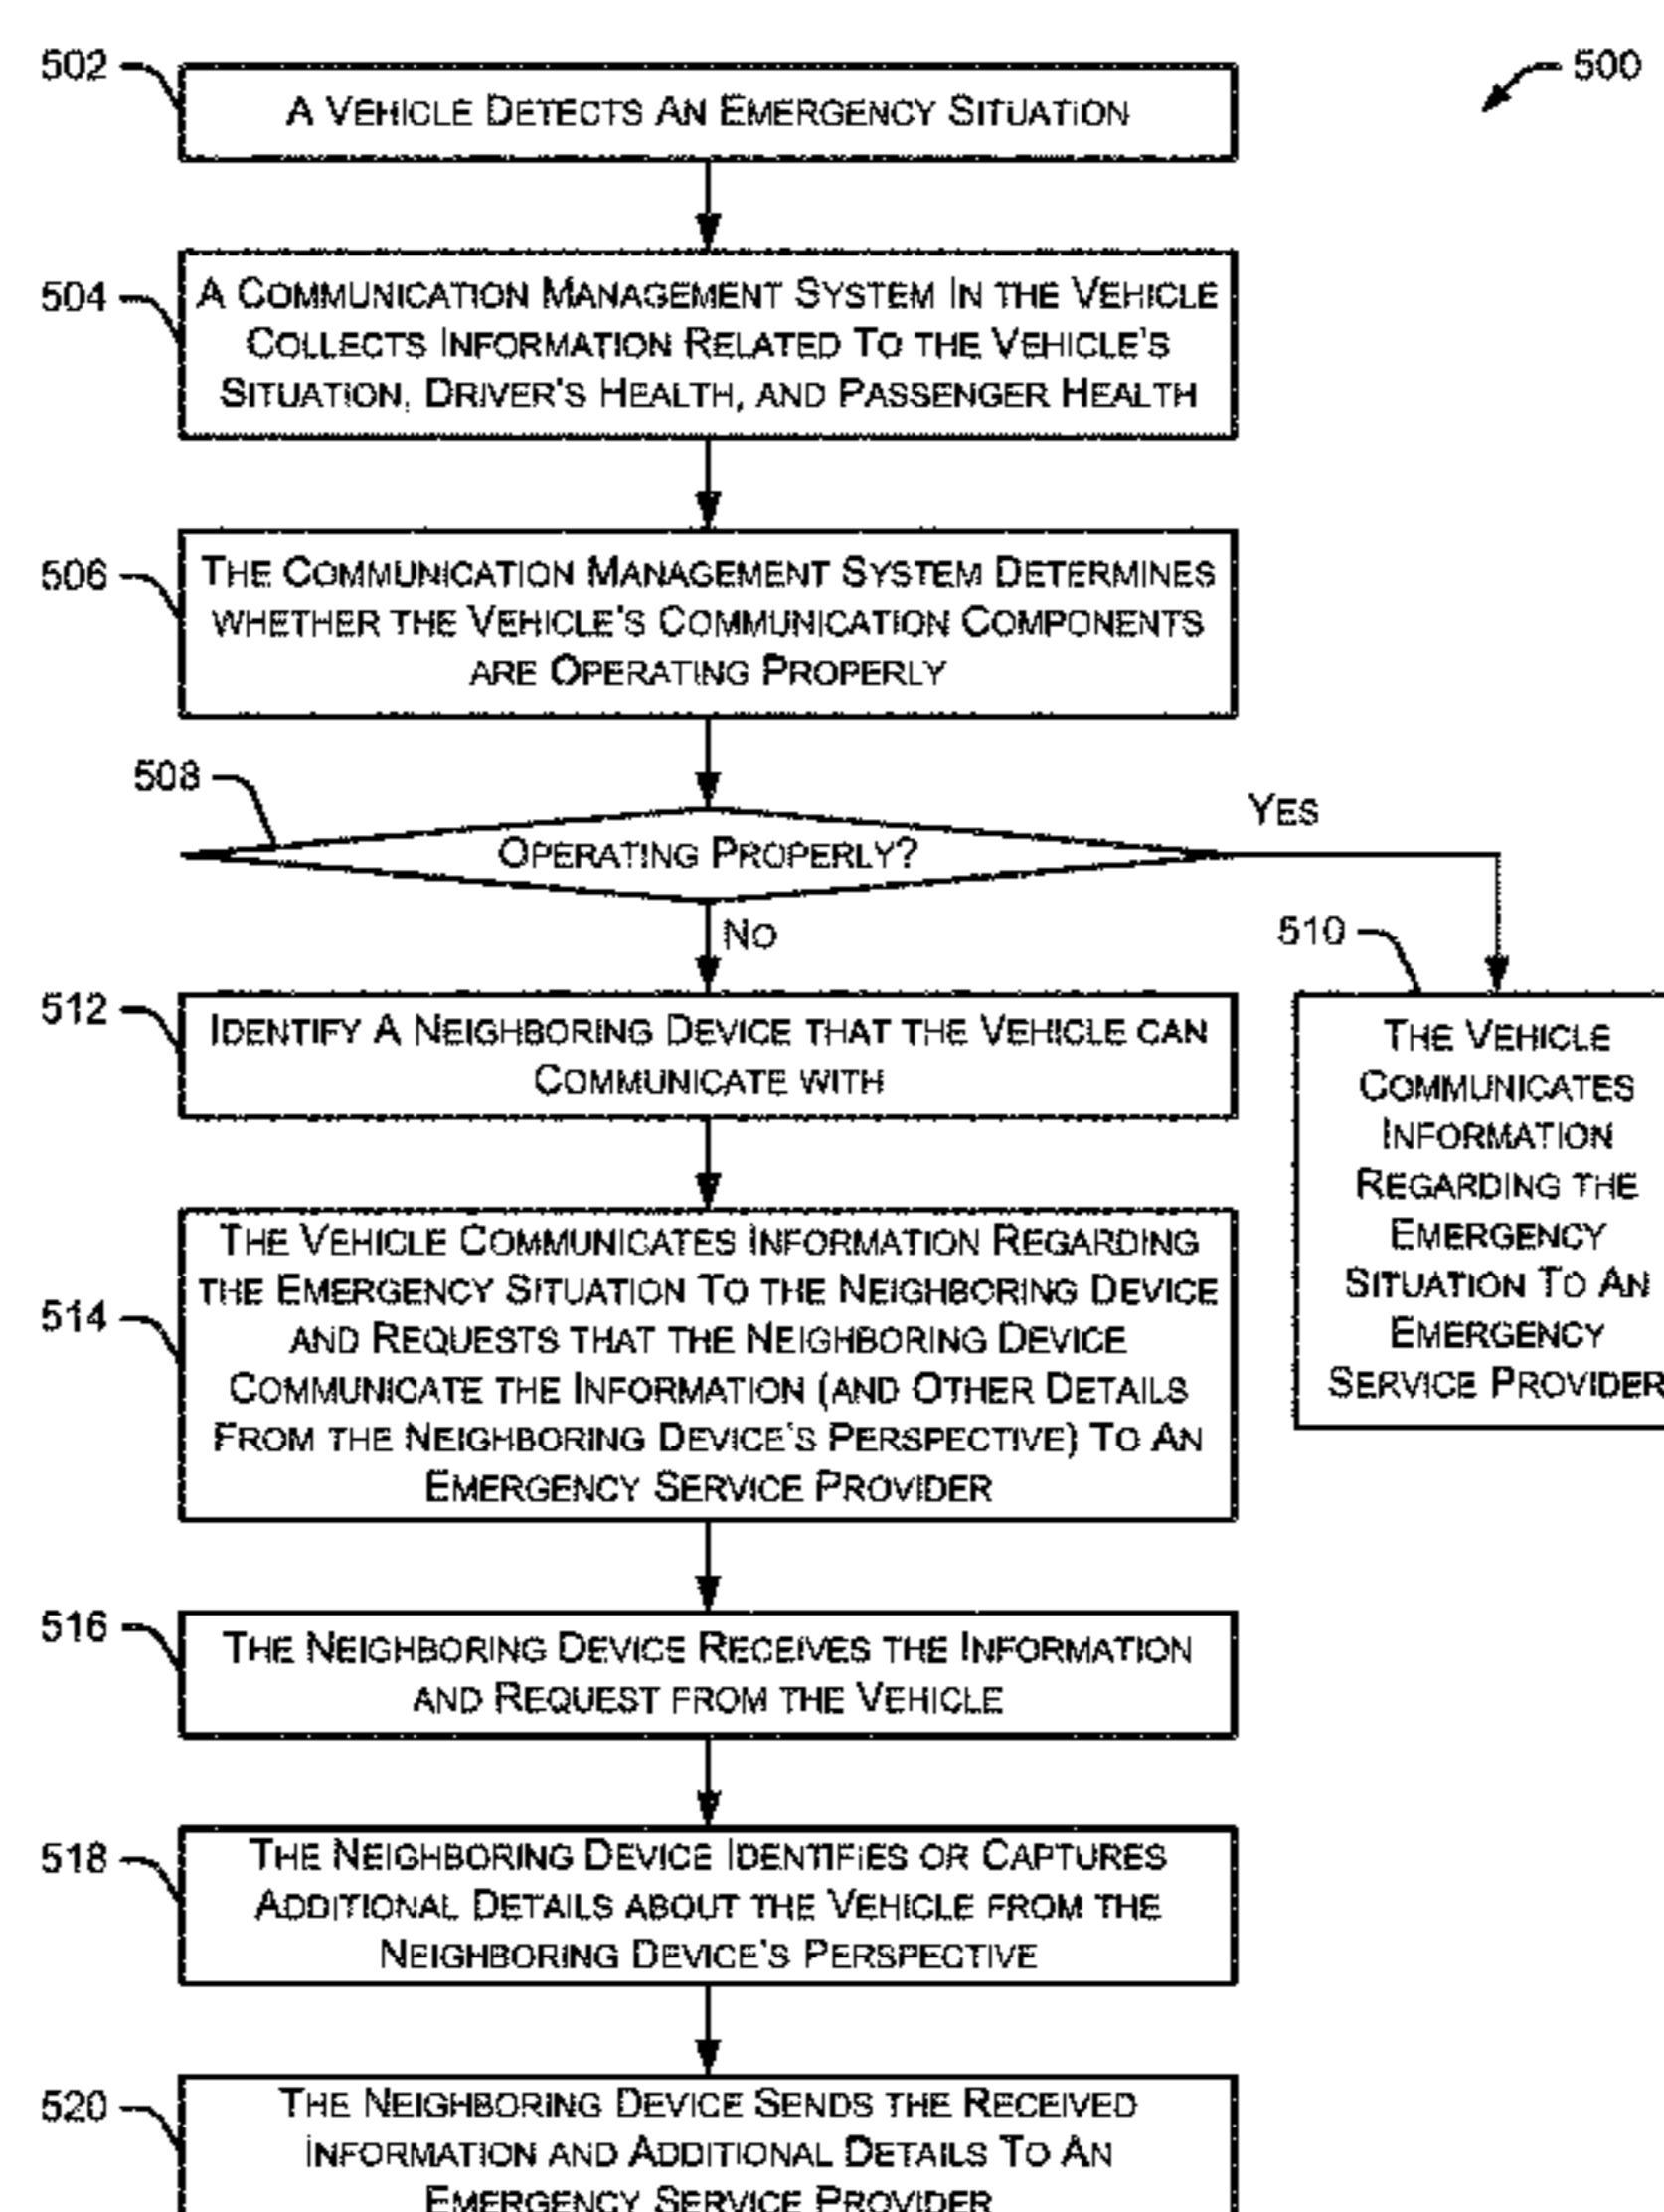 500
502
A VEHICLE DETECTS AN EMERGENCY SITUATION
504
A COMMUNICATION MANAGEMENT SYSTEM IN THE VEHICLE
COLLECTS INFORMATION RELATED TO THE VEHICLE'S
SITUATION, DRIVER'S HEALTH, AND PASSENGER HEALTH
506
THE COMMUNICATION MANAGEMENT SYSTEM DETERMINES
WHETHER THE VEHICLE'S COMMUNICATION COMPONENTS
ARE OPERATING PROPERLY
508
OPERATING PROPERLY?
YES
NO
510
THE VEHICLE
COMMUNICATES
INFORMATION
REGARDING THE
EMERGENCY
SITUATION TO AN
EMERGENCY
SERVICE PROVIDER
512
IDENTIFY A NEIGHBORING DEVICE THAT THE VEHICLE CAN
COMMUNICATE WITH
514
THE VEHICLE COMMUNICATES INFORMATION REGARDING
THE EMERGENCY SITUATION TO THE NEIGHBORING DEVICE
AND REQUESTS THAT THE NEIGHBORING DEVICE
COMMUNICATE THE INFORMATION (AND OTHER DETAILS
FROM THE NEIGHBORING DEVICE'S PERSPECTIVE) TO AN
EMERGENCY SERVICE PROVIDER
516
THE NEIGHBORING DEVICE RECEIVES THE INFORMATION
AND REQUEST FROM THE VEHICLE
518
THE NEIGHBORING DEVICE IDENTIFIES OR CAPTURES
ADDITIONAL DETAILS ABOUT THE VEHICLE FROM THE
NEIGHBORING DEVICE'S PERSPECTIVE
520
THE NEIGHBORING DEVICE SENDS THE RECEIVED
INFORMATION AND ADDITIONAL DETAILS TO AN
EMERGENCY SERVICE PROVIDER